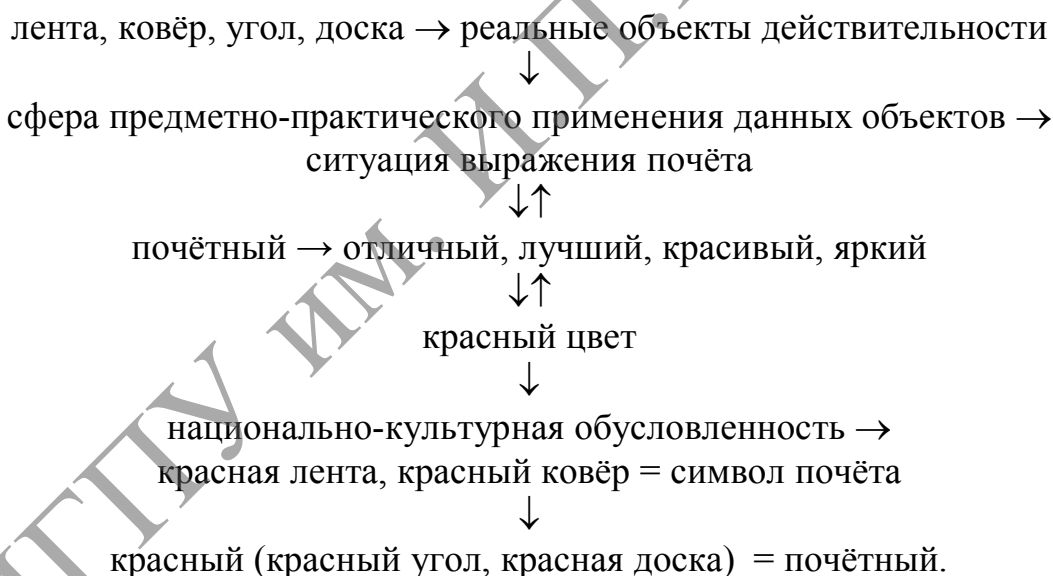 лента, ковёр, угол, доска → реальные объекты действительности
↓
сфера предметно-практического применения данных объектов →
ситуация выражения почёта
↓↑
почётный → отличный, лучший, красивый, яркий
↓↑
красный цвет
↓
национально-культурная обусловленность →
красная лента, красный ковёр = символ почёта
↓
красный (красный угол, красная доска) = почётный.